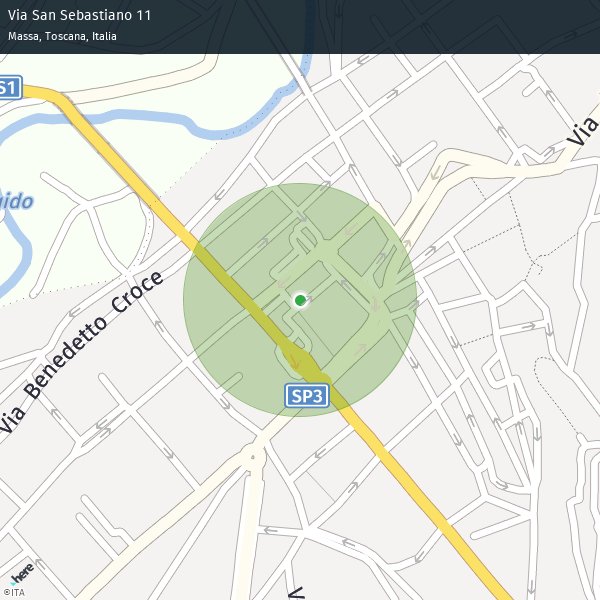 Via San Sebastiano 11
Massa, Toscana, Italia
S1
Via
Via Benedetto Croce
SP3
V
here
©ITA